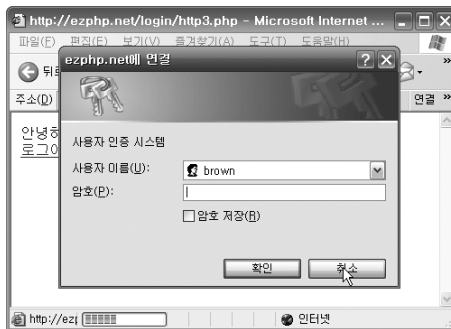 http://ezphp.net/login/http3.php - Microsoft Internet ...
파일(F) 편집(E) 보기(V) 즐겨찾기(A) 도구(T) 도움말(H)
ezphp.net에 연결
뒤로
주소(D)
연결
안녕하
로그아
사용자 인증 시스템
사용자 이름(U):
brown
암호(P):
암호 저장(R)
확인
취소
http://ezp
인터넷